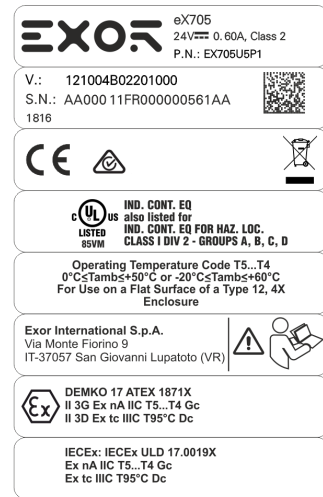 EXOR
eX705
24V 0. 60A, Class 2
P.N.: EX705U5P1
V.: 121004B02201000
S.N.: AA000 11FR000000561AA
1816
CE
C UL US
LISTED
85VM
IND. CONT. EQ
also listed for
IND. CONT. EQ FOR HAZ. LOC.
CLASS I DIV 2 - GROUPS A, B, C, D
Operating Temperature Code T5...T4
0°C≤Tamb≤+50°C or -20°C≤Tamb≤+60°C
For Use on a Flat Surface of a Type 12, 4X
Enclosure
Exor International S.p.A.
Via Monte Fiorino 9
IT-37057 San Giovanni Lupatoto (VR)
Ex
DEMKO 17 ATEX 1871X
II 3G Ex nA IIC T5...T4 Gc
II 3D Ex tc IIIC T95°C Dc
IECEx: IECEx ULD 17.0019X
Ex nA IIC T5...T4 Gc
Ex tc IIIC T95°C Dc